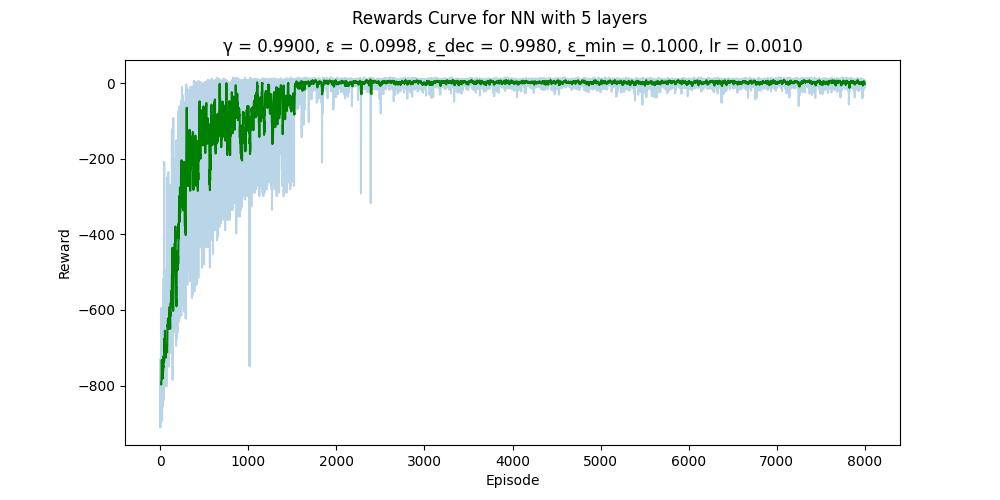 Rewards Curve for NN with 5 layers
γ = 0.9900, ε = 0.0998, ε_dec = 0.9980, ε_min = 0.1000, lr = 0.0010
0
−200
−400
−600
−800
Reward
0 1000 2000 3000 4000 5000 6000 7000 8000
Episode